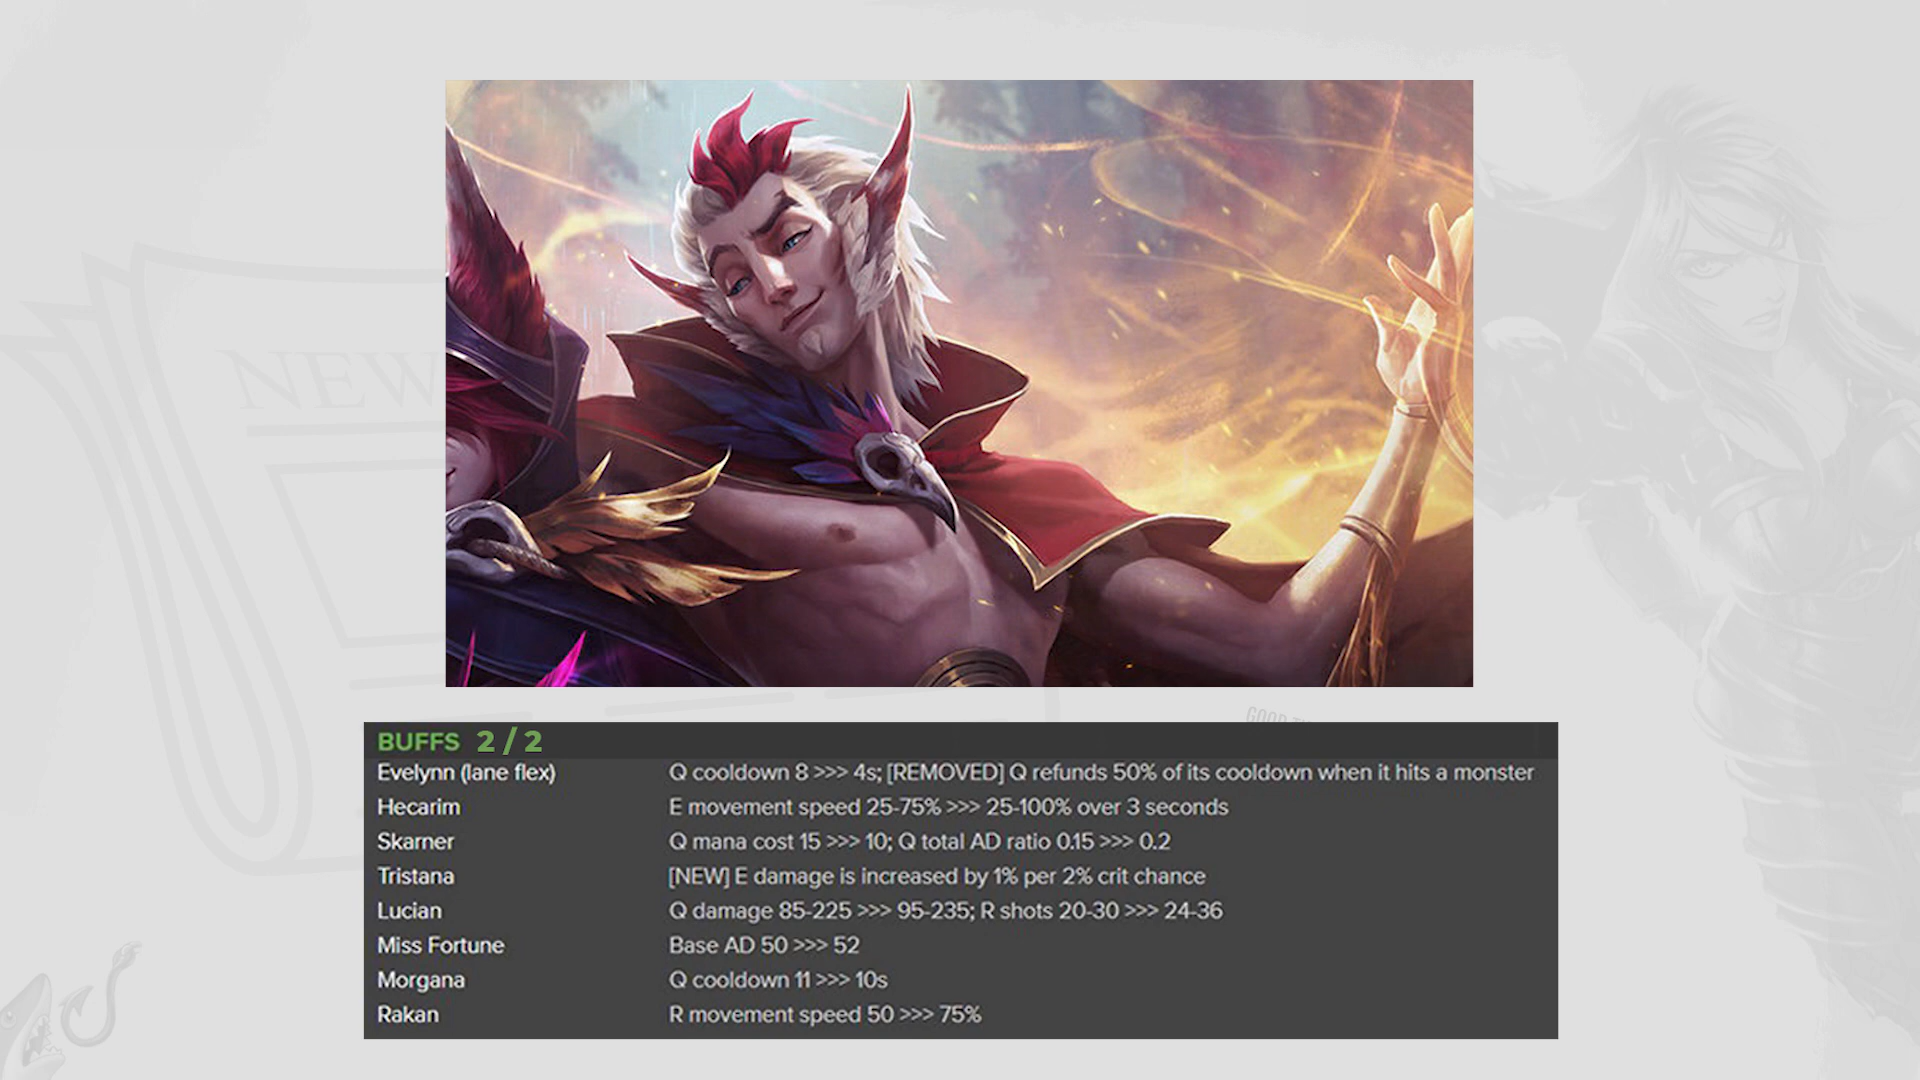 NEW
GOOD
BUFFS 2 / 2
Evelynn (lane flex) Q cooldown 8 >>> 4s; [REMOVED] Q refunds 50% of its cooldown when it hits a monster
Hecarim E movement speed 25-75% >>> 25-100% over 3 seconds
Skarner Q mana cost 15 >>> 10; Q total AD ratio 0.15 >>> 0.2
Tristana [NEW] E damage is increased by 1% per 2% crit chance
Lucian Q damage 85-225 >>> 95-235; R shots 20-30 >>> 24-36
Miss Fortune Base AD 50 >>> 52
Morgana Q cooldown 11 >>> 10s
Rakan R movement speed 50 >>> 75%